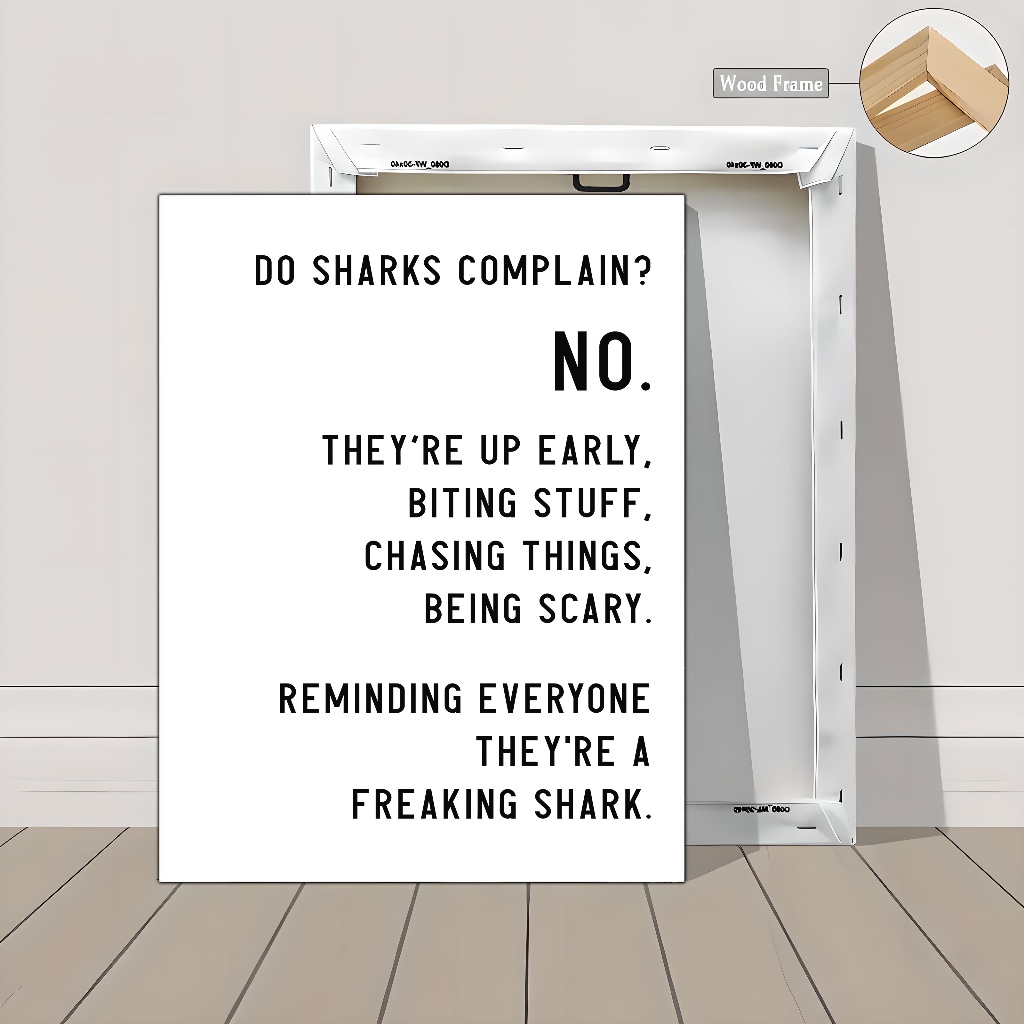 Wood Frame
DO SHARKS COMPLAIN?
NO.
THEY’RE UP EARLY,
BITING STUFF,
CHASING THINGS,
BEING SCARY.
REMINDING EVERYONE
THEY'RE A
FREAKING SHARK.